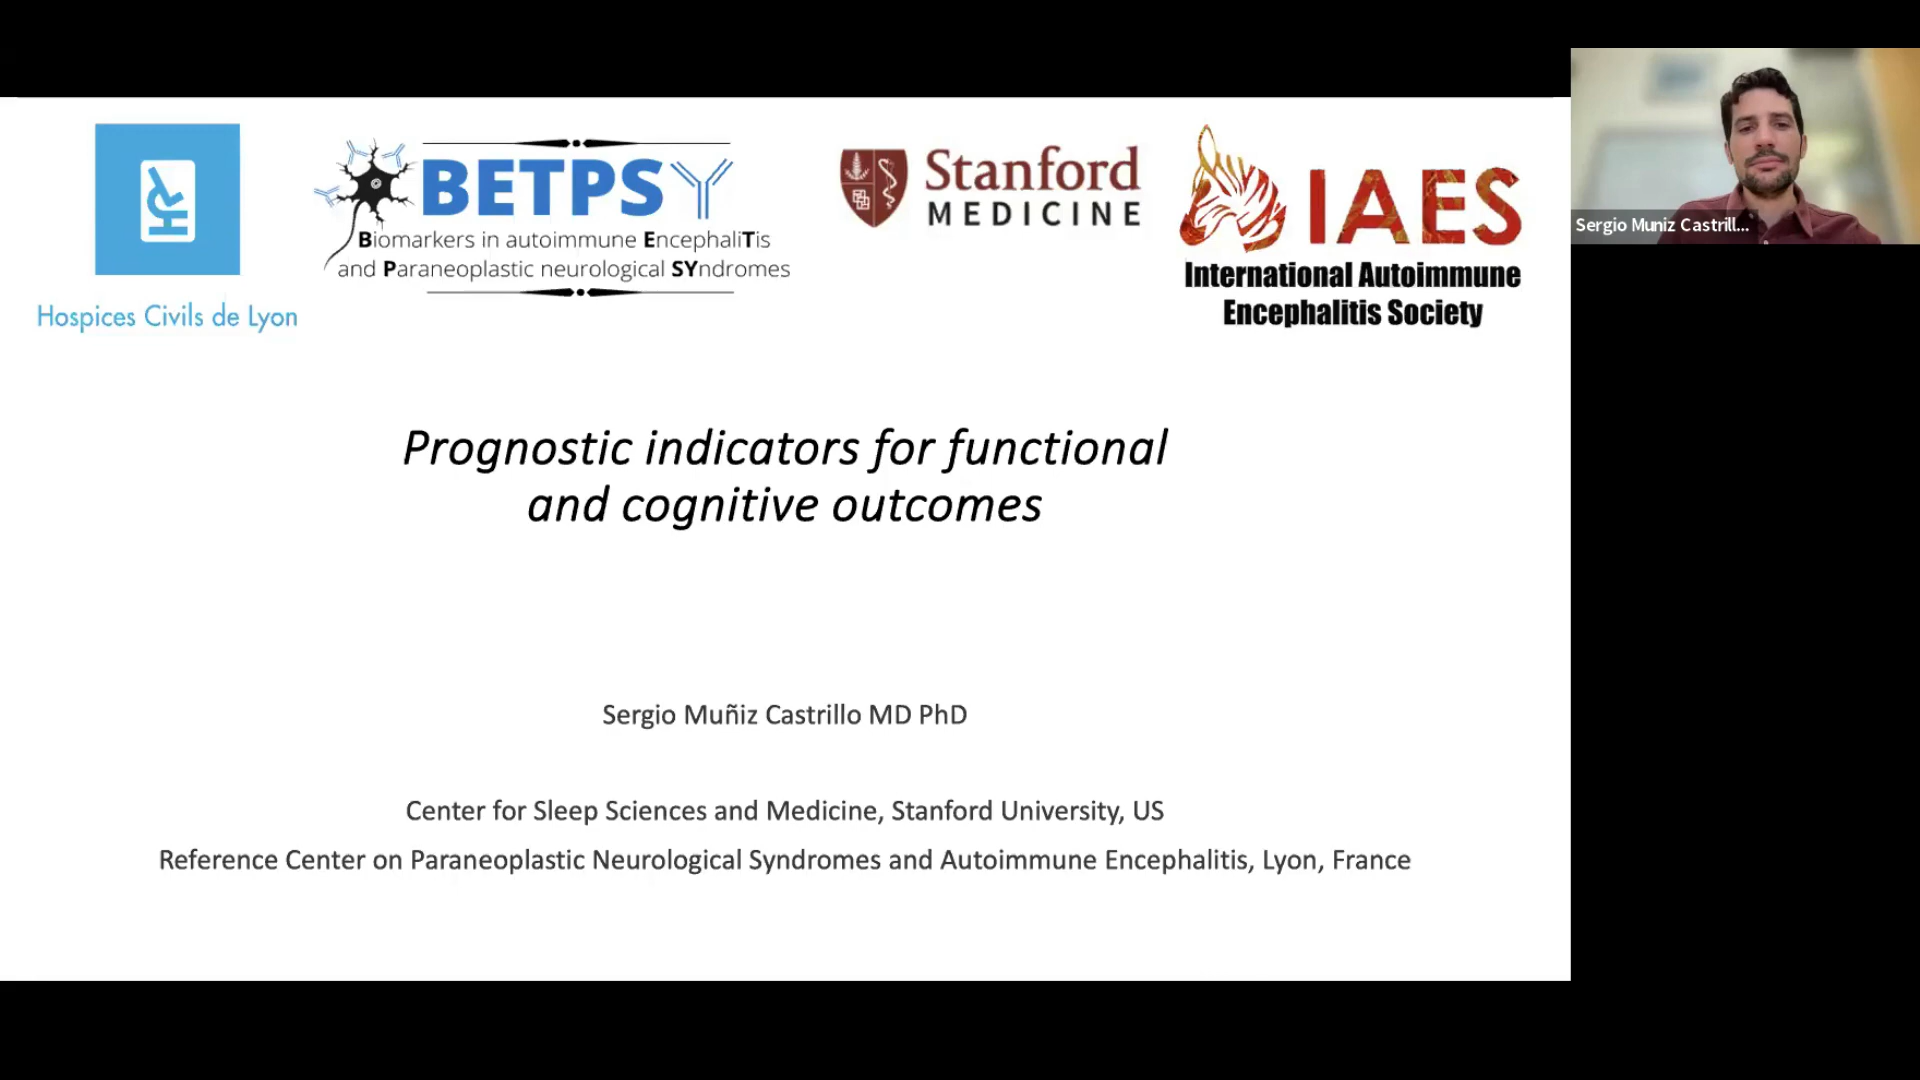 Hospices Civils de Lyon
BETPSY
Biomarkers in autoimmune EncephaliTis
and Paraneoplastic neurological SYndromes
Stanford
MEDICINE
IAES
International Autoimmune
Encephalitis Society
Sergio Muniz Castrill...
Prognostic indicators for functional
and cognitive outcomes
Sergio Muñiz Castrillo MD PhD
Center for Sleep Sciences and Medicine, Stanford University, US
Reference Center on Paraneoplastic Neurological Syndromes and Autoimmune Encephalitis, Lyon, France